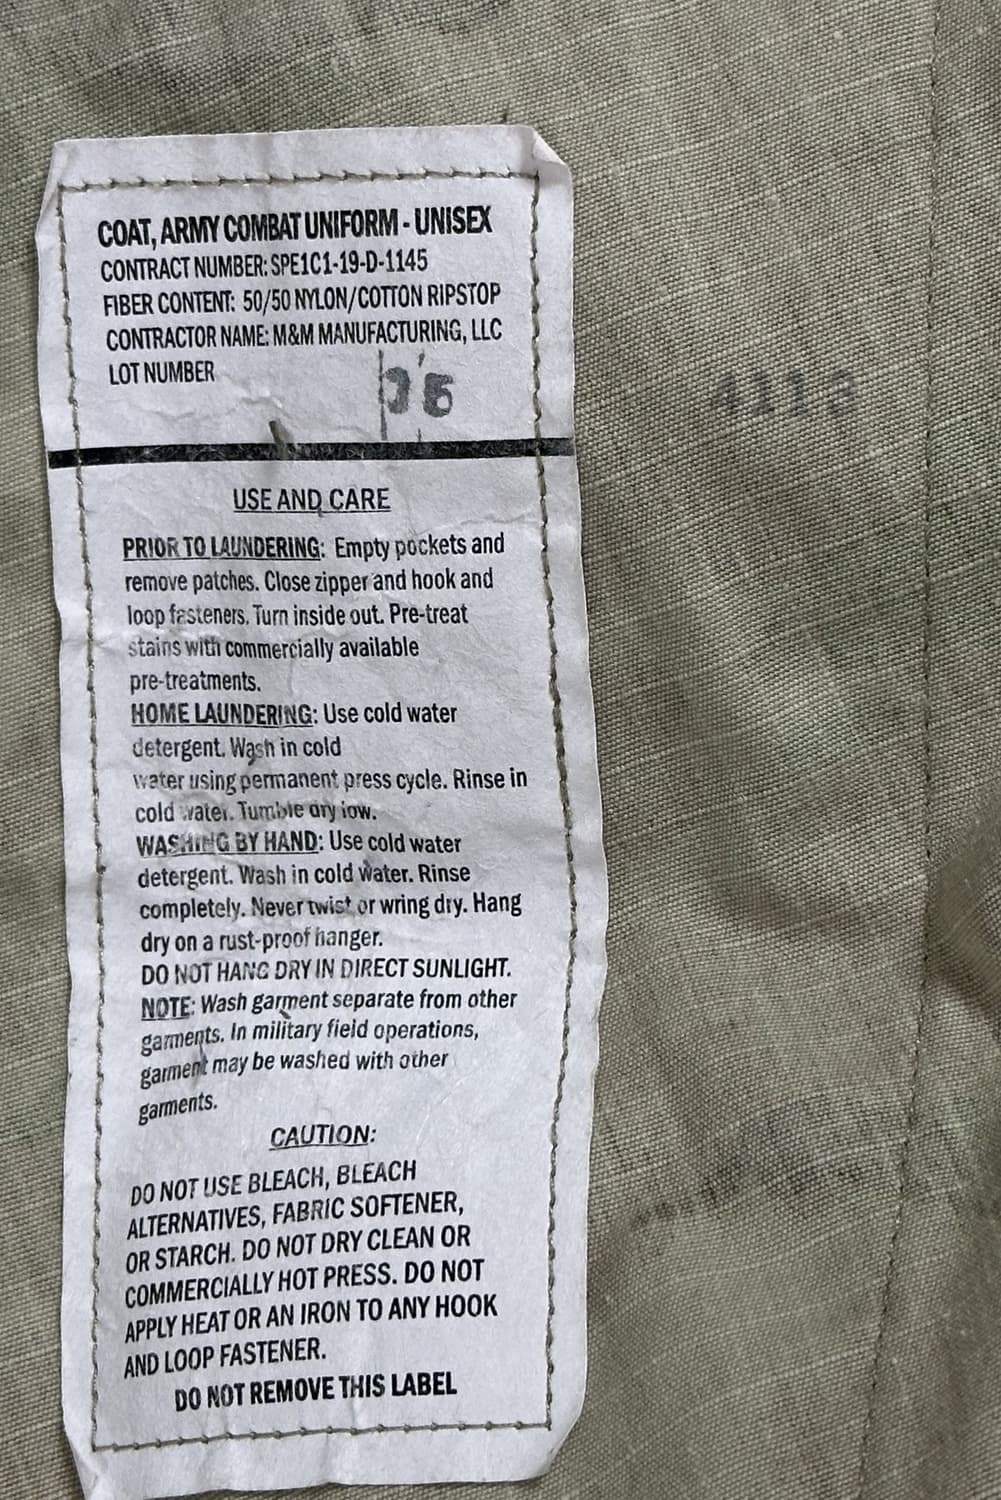 COAT, ARMY COMBAT UNIFORM - UNISEX
CONTRACT NUMBER: SPE1C1-19-D-1145
FIBER CONTENT: 50/50 NYLON/COTTON RIPSTOP
CONTRACTOR NAME: M&M MANUFACTURING, LLC
LOT NUMBER
4113
USE AND CARE
PRIOR TO LAUNDERING: Empty pockets and
remove patches. Close zipper and hook and
loop fasteners. Turn inside out. Pre-treat
stains with commercially available
pre-treatments.
HOME LAUNDERING: Use cold water
detergent. Wash in cold
water using permanent press cycle. Rinse in
cold water. Tumble dry low.
WASHING BY HAND: Use cold water
detergent. Wash in cold water. Rinse
completely. Never twist or wring dry. Hang
dry on a rust-proof hanger.
DO NOT HANG DRY IN DIRECT SUNLIGHT.
NOTE: Wash garment separate from other
garments. In military field operations,
garment may be washed with other
garments.
CAUTION:
DO NOT USE BLEACH, BLEACH
ALTERNATIVES, FABRIC SOFTENER,
OR STARCH. DO NOT DRY CLEAN OR
COMMERCIALLY HOT PRESS. DO NOT
APPLY HEAT OR AN IRON TO ANY HOOK
AND LOOP FASTENER.
DO NOT REMOVE THIS LABEL